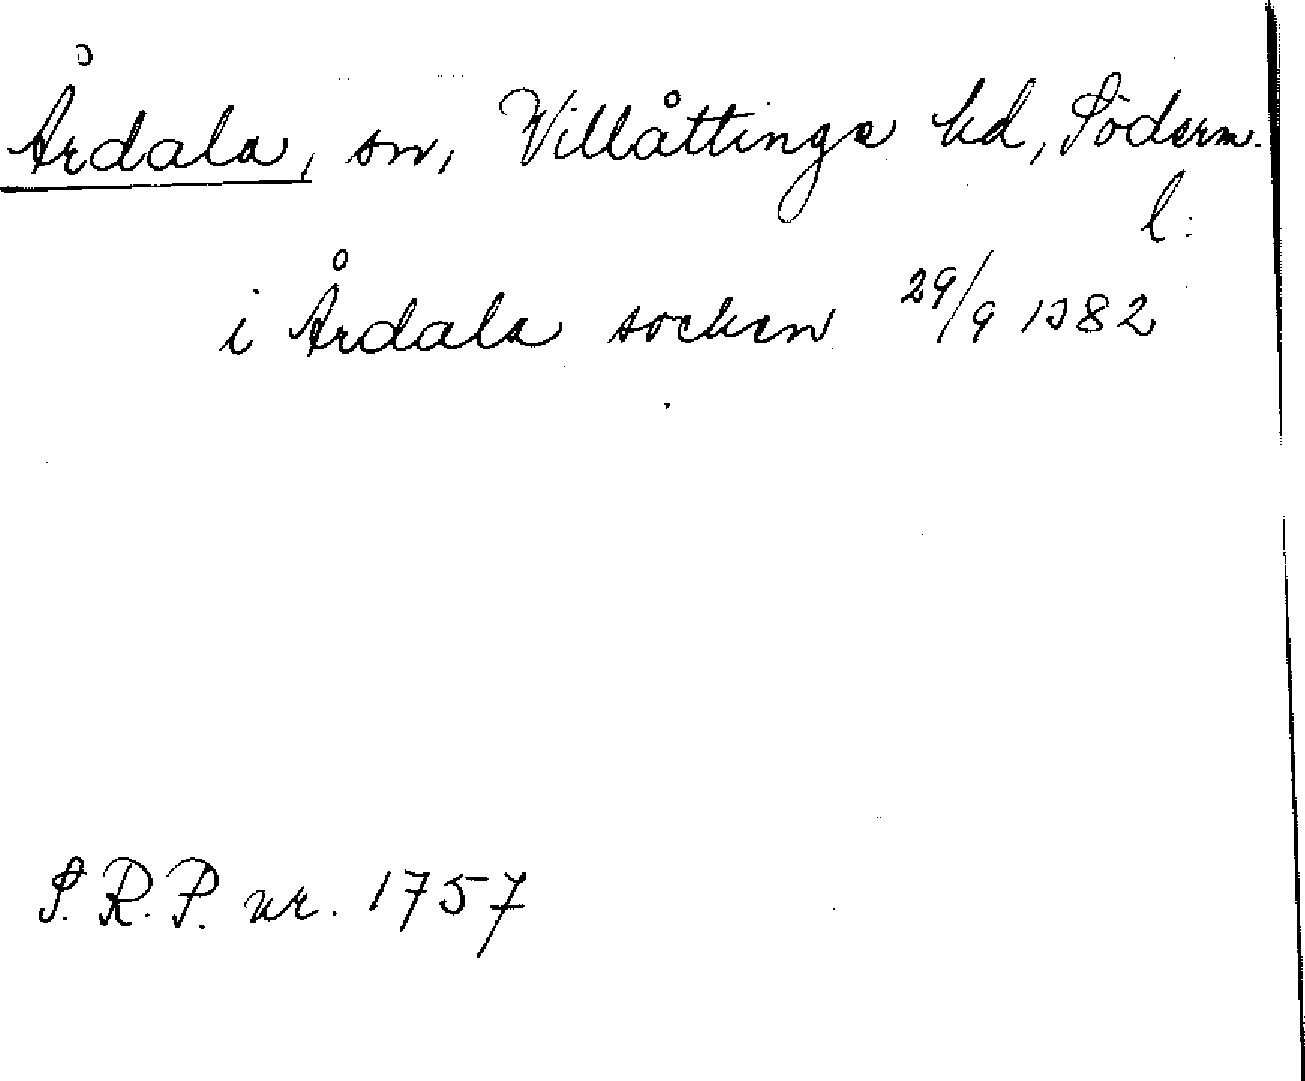 Årdala, sn, Villåttinge hd, Söderm.
l.
i Årdala socken 29/9 1382
S.R.P. nr. 1757